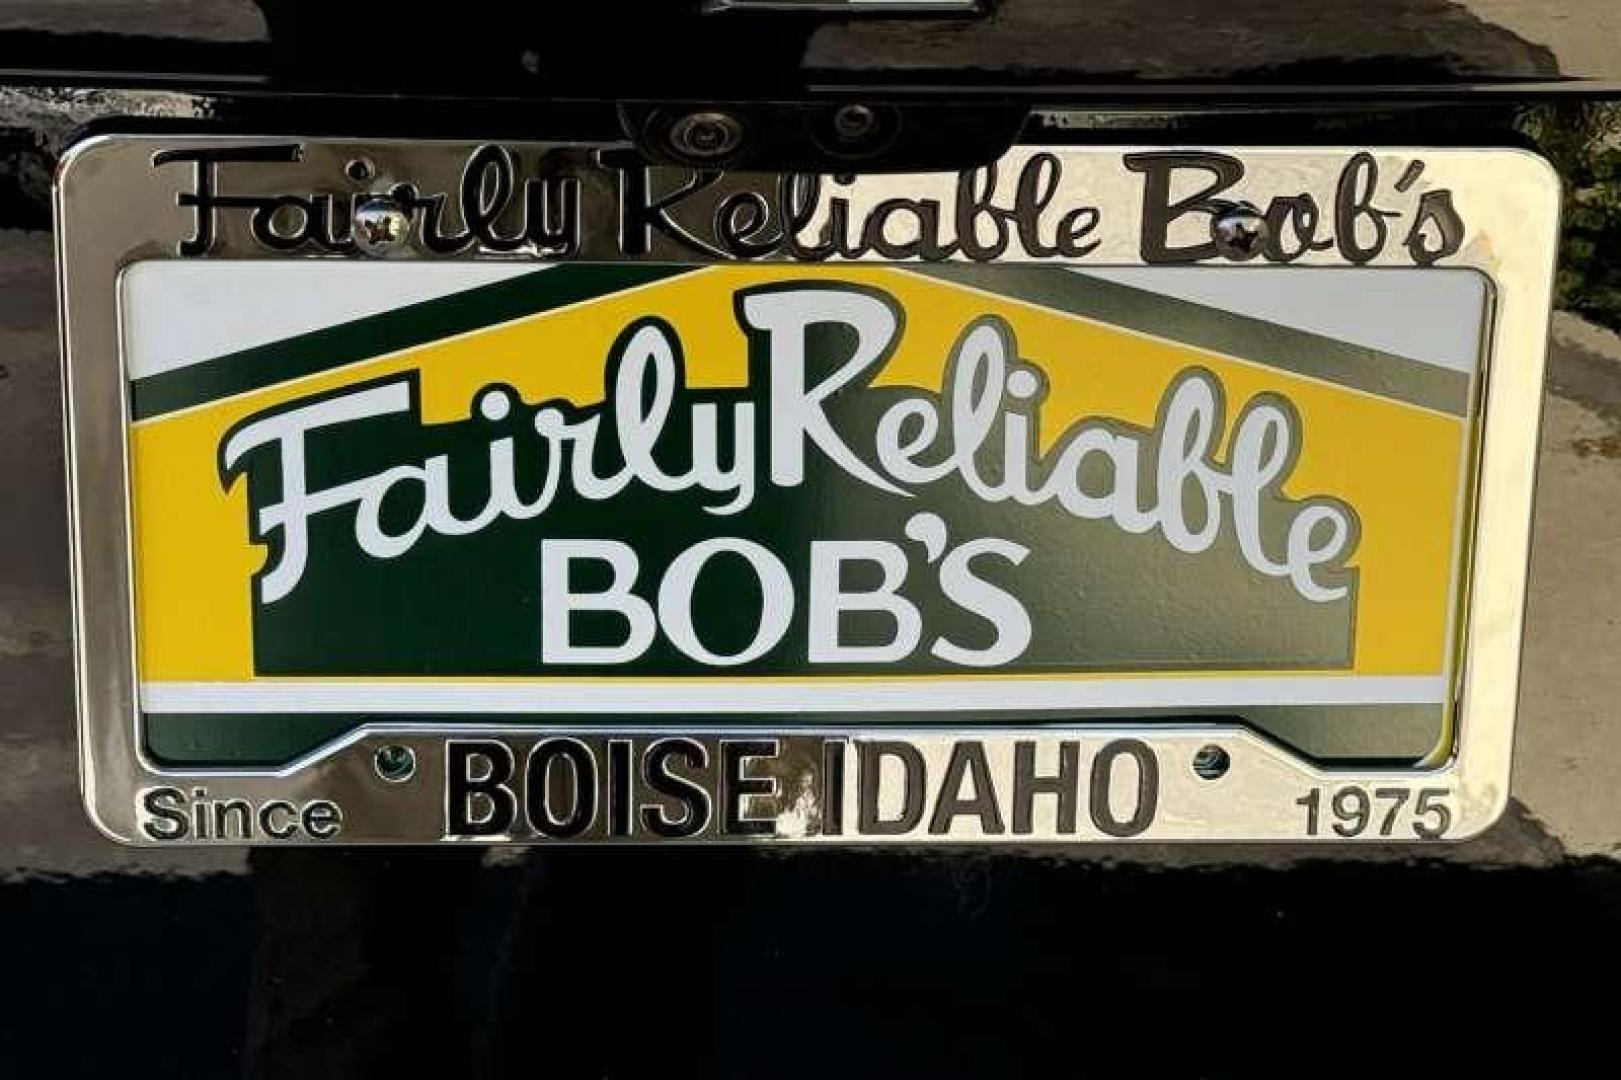 Fairly Reliable Bob's
Fairly Reliable
BOB'S
BOISE IDAHO
Since 1975